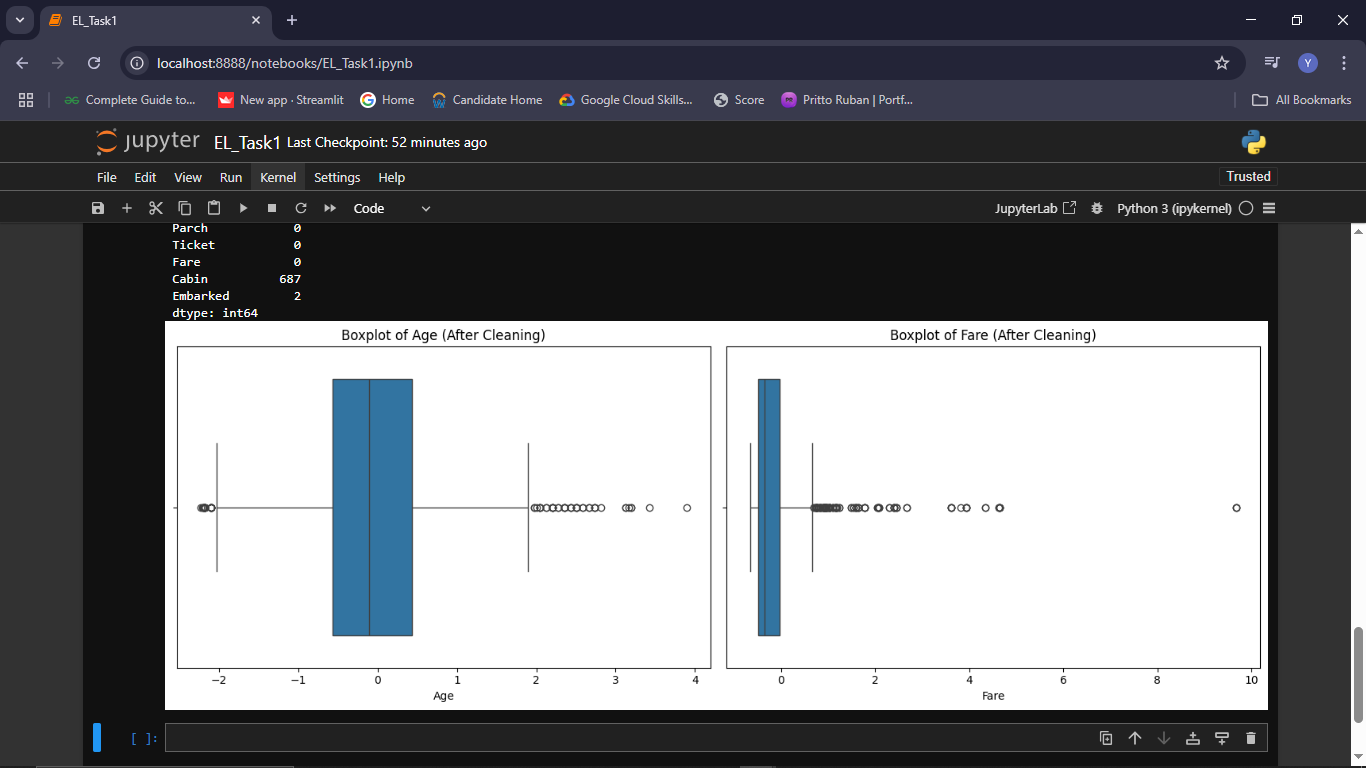 EL_Task1
localhost:8888/notebooks/EL_Task1.ipynb
Y
Complete Guide to...
New app · Streamlit
Home
Candidate Home
Google Cloud Skills...
Score
Pritto Ruban | Portf...
All Bookmarks
jupyter EL_Task1 Last Checkpoint: 52 minutes ago
File Edit View Run Kernel Settings Help Trusted
Code JupyterLab Python 3 (ipykernel)
Parch 0
Ticket 0
Fare 0
Cabin 687
Embarked 2
dtype: int64
Boxplot of Age (After Cleaning) Boxplot of Fare (After Cleaning)
−2 −1 0 1 2 3 4 0 2 4 6 8 10
Age Fare
[ ]: